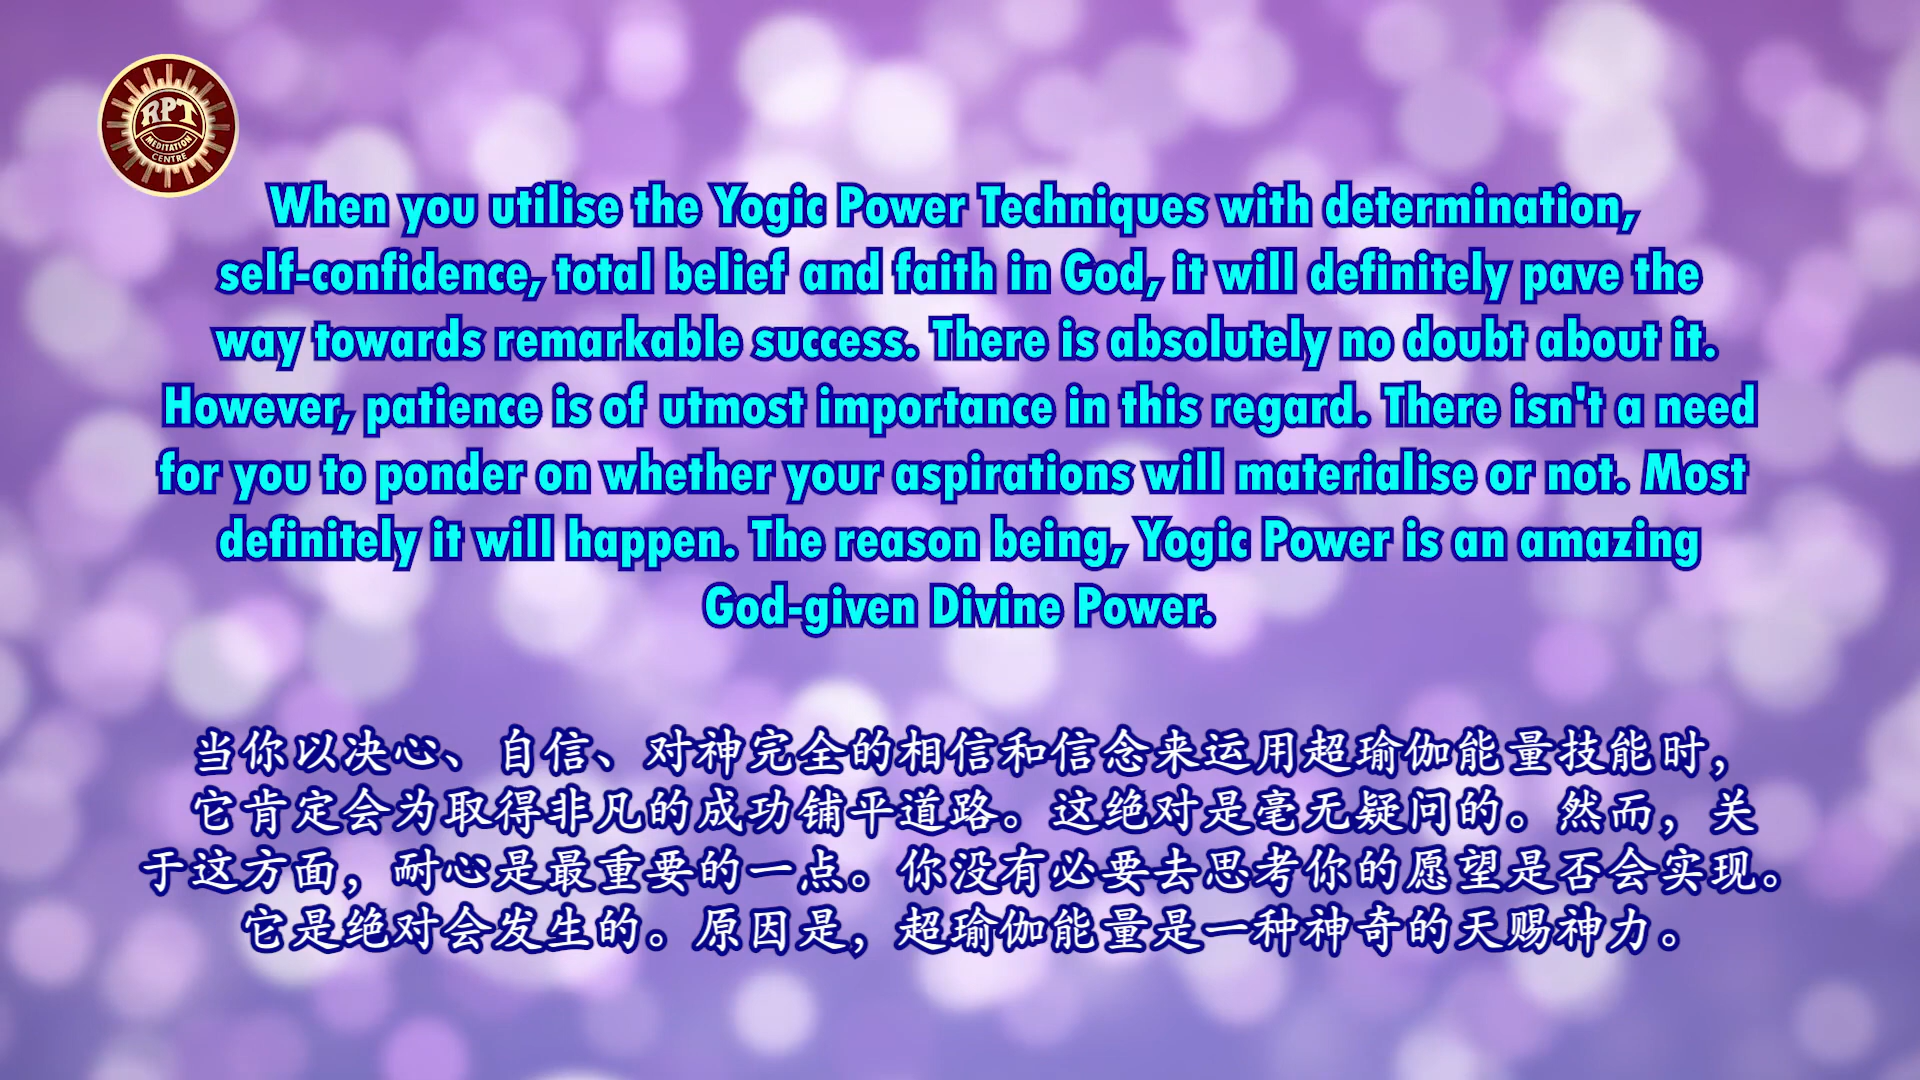 RPT
MEDITATION
CENTRE
When you utilise the Yogic Power Techniques with determination,
self-confidence, total belief and faith in God, it will definitely pave the
way towards remarkable success. There is absolutely no doubt about it.
However, patience is of utmost importance in this regard. There isn't a need
for you to ponder on whether your aspirations will materialise or not. Most
definitely it will happen. The reason being, Yogic Power is an amazing
God-given Divine Power.
当你以决心、自信、对神完全的相信和信念来运用超瑜伽能量技能时，
它肯定会为取得非凡的成功铺平道路。这绝对是毫无疑问的。然而，关
于这方面，耐心是最重要的一点。你没有必要去思考你的愿望是否会实现。
它是绝对会发生的。原因是，超瑜伽能量是一种神奇的天赐神力。